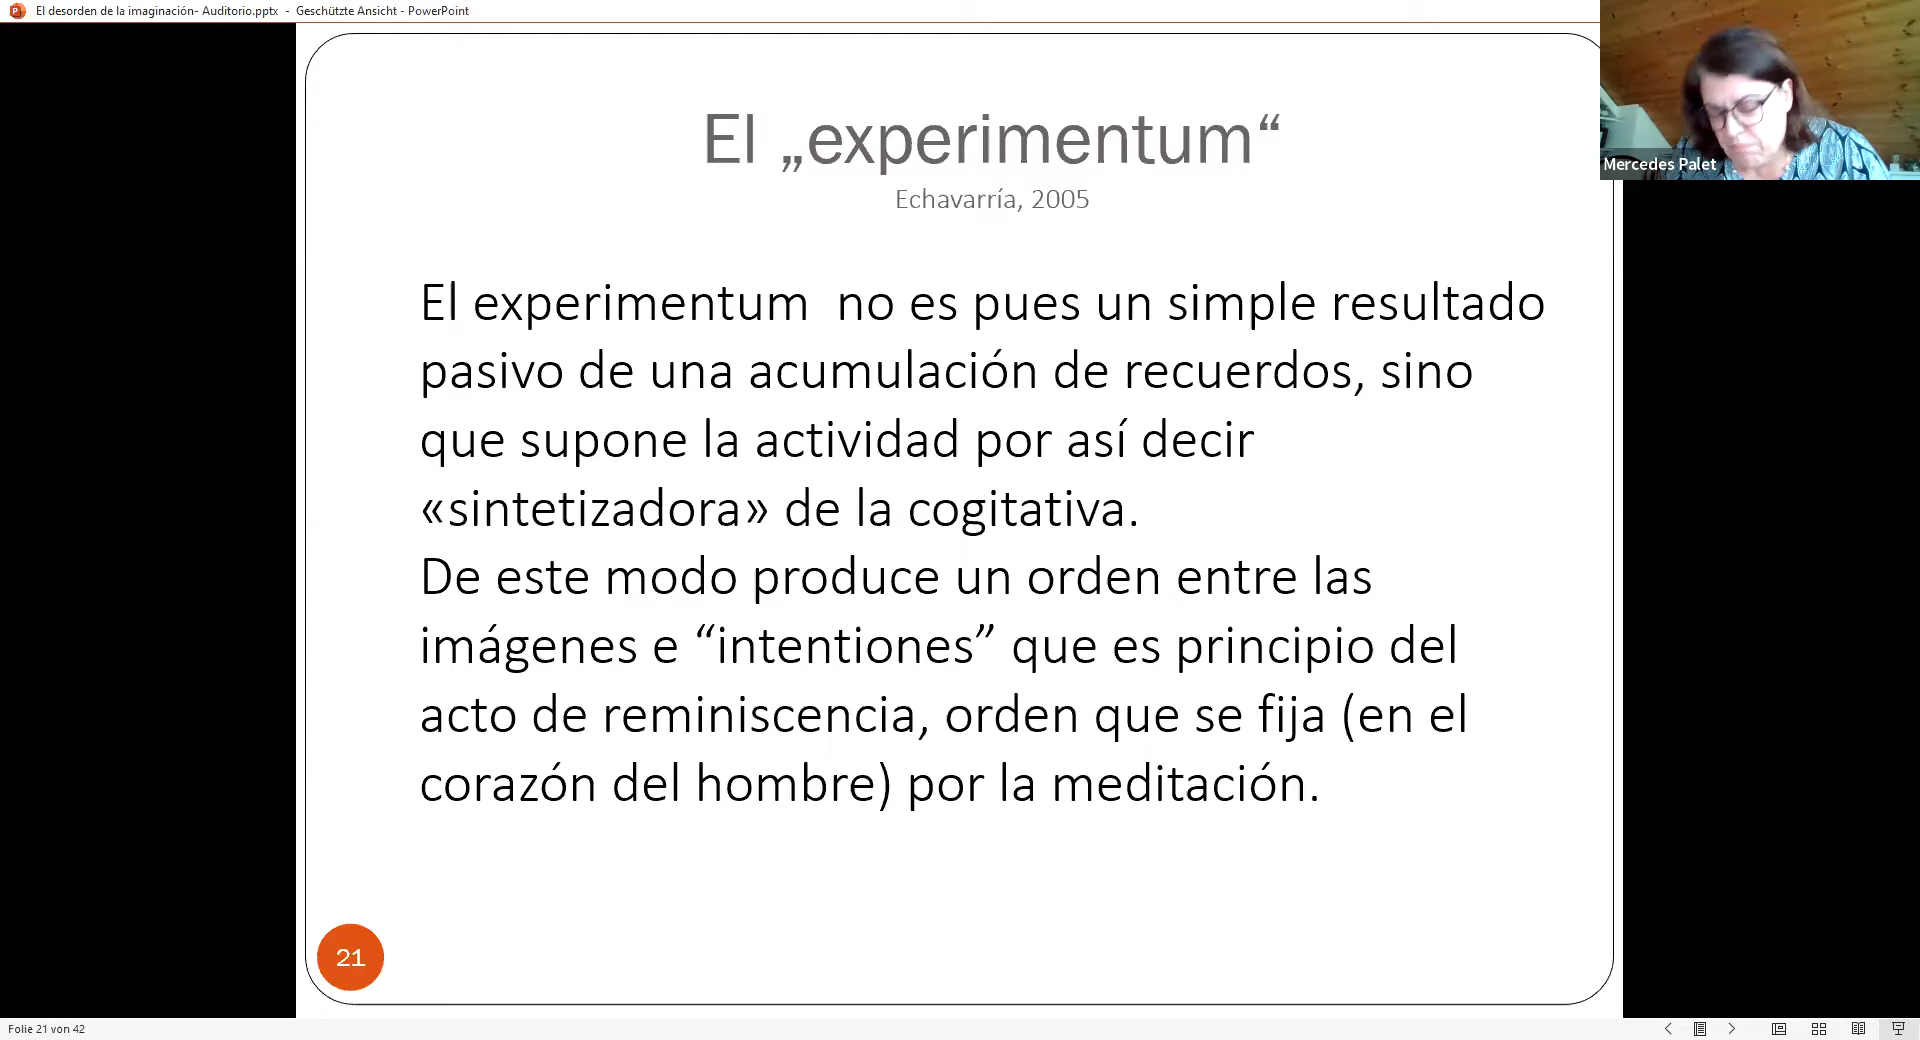 El desorden de la imaginación- Auditorio.pptx - Geschützte Ansicht - PowerPoint
Mercedes Palet
El „experimentum“
Echavarría, 2005
El experimentum no es pues un simple resultado
pasivo de una acumulación de recuerdos, sino
que supone la actividad por así decir
«sintetizadora» de la cogitativa.
De este modo produce un orden entre las
imágenes e “intentiones” que es principio del
acto de reminiscencia, orden que se fija (en el
corazón del hombre) por la meditación.
21
Folie 21 von 42